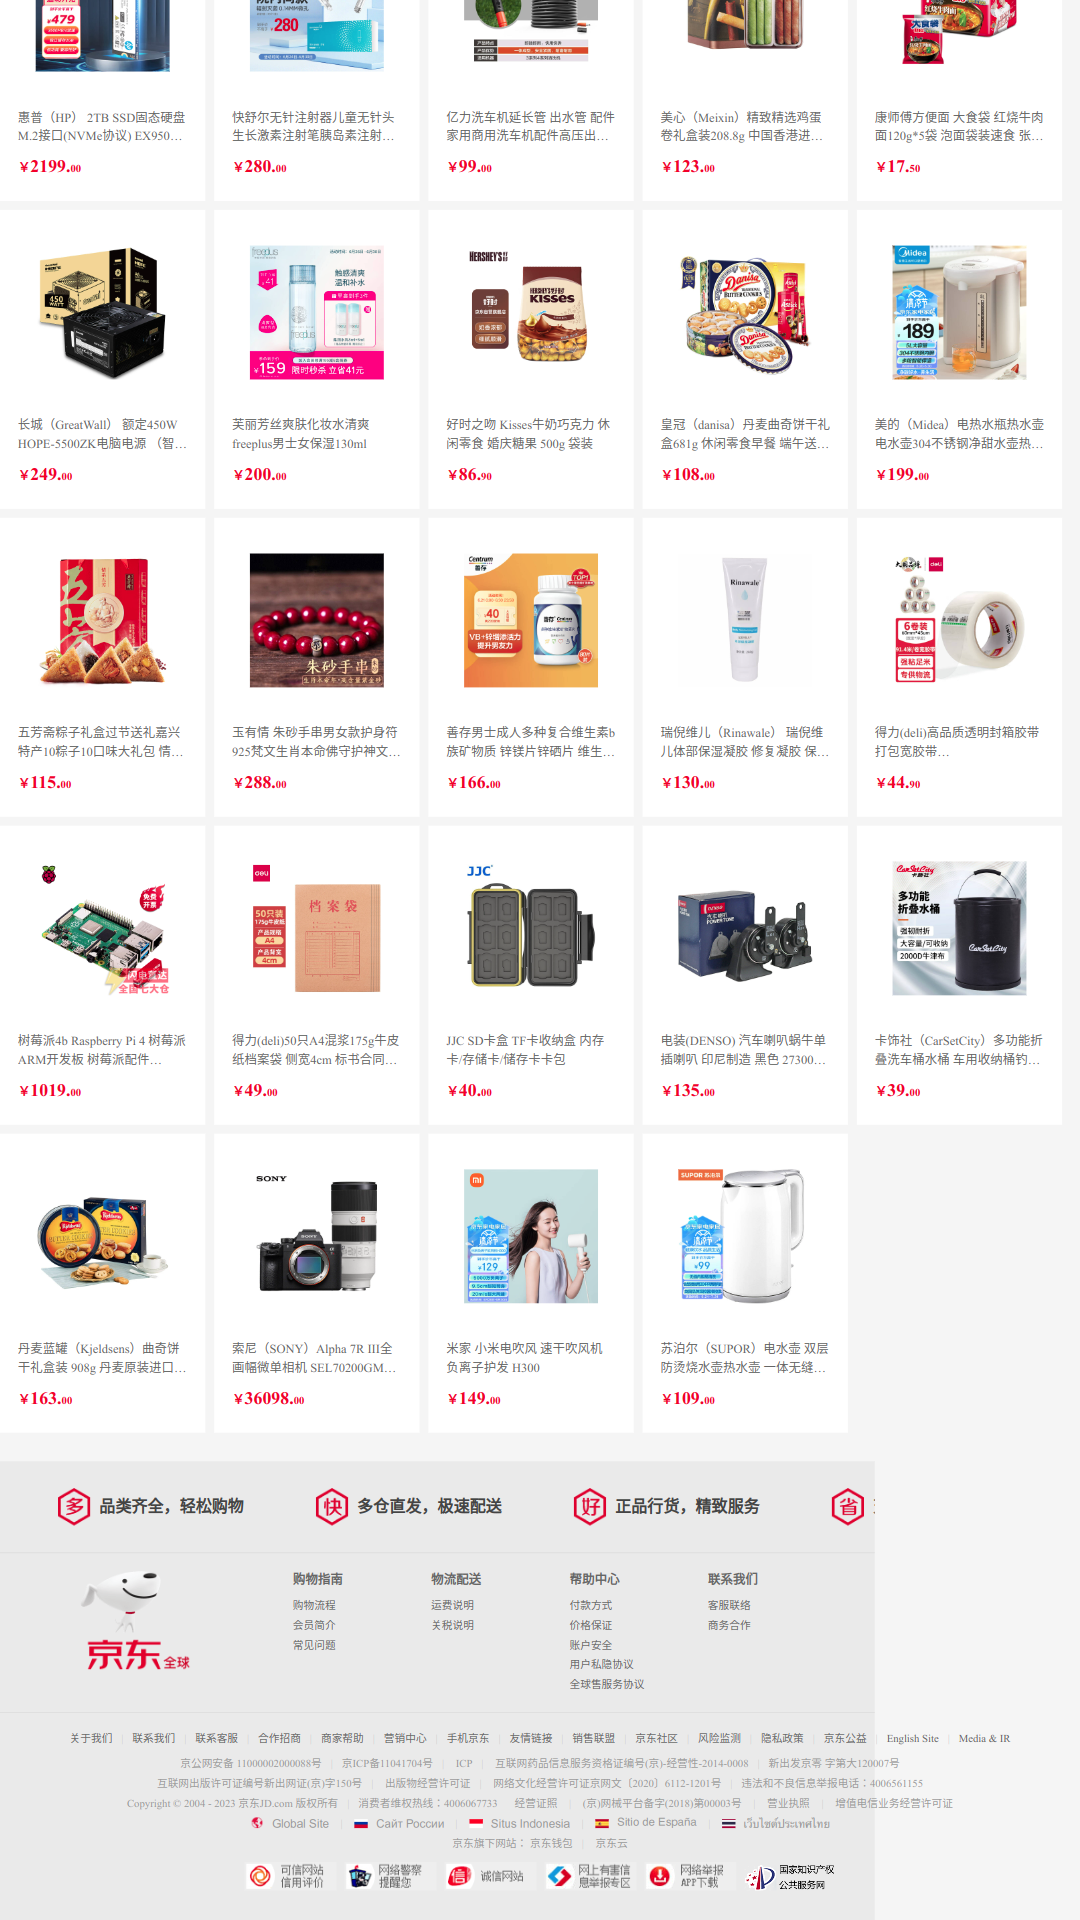 惠普（HP） 2TB SSD固态硬盘
M.2接口(NVMe协议) EX950…
￥2199.00
快舒尔无针注射器儿童无针头
生长激素注射笔胰岛素注射…
￥280.00
亿力洗车机延长管 出水管 配件
家用商用洗车机配件高压出…
￥99.00
美心（Meixin）精致精选鸡蛋
卷礼盒装208.8g 中国香港进…
￥123.00
康师傅方便面 大食袋 红烧牛肉
面120g*5袋 泡面袋装速食 张…
￥17.50
长城（GreatWall） 额定450W
HOPE-5500ZK电脑电源 （智…
￥249.00
芙丽芳丝爽肤化妆水清爽
freeplus男士女保湿130ml
￥200.00
好时之吻 Kisses牛奶巧克力 休
闲零食 婚庆糖果 500g 袋装
￥86.90
皇冠（danisa）丹麦曲奇饼干礼
盒681g 休闲零食早餐 端午送…
￥108.00
美的（Midea）电热水瓶热水壶
电水壶304不锈钢净甜水壶热…
￥199.00
五芳斋粽子礼盒过节送礼嘉兴
特产10粽子10口味大礼包 情…
￥115.00
玉有情 朱砂手串男女款护身符
925梵文生肖本命佛守护神文…
￥288.00
善存男士成人多种复合维生素b
族矿物质 锌镁片锌硒片 维生…
￥166.00
瑞倪维儿（Rinawale） 瑞倪维
儿体部保湿凝胶 修复凝胶 保…
￥130.00
得力(deli)高品质透明封箱胶带
打包宽胶带…
￥44.90
树莓派4b Raspberry Pi 4 树莓派
ARM开发板 树莓派配件…
￥1019.00
得力(deli)50只A4混浆175g牛皮
纸档案袋 侧宽4cm 标书合同…
￥49.00
JJC SD卡盒 TF卡收纳盒 内存
卡/存储卡/储存卡卡包
￥40.00
电装(DENSO) 汽车喇叭蜗牛单
插喇叭 印尼制造 黑色 27300…
￥135.00
卡饰社（CarSetCity）多功能折
叠洗车桶水桶 车用收纳桶钓…
￥39.00
丹麦蓝罐（Kjeldsens）曲奇饼
干礼盒装 908g 丹麦原装进口…
￥163.00
索尼（SONY）Alpha 7R III全
画幅微单相机 SEL70200GM…
￥36098.00
米家 小米电吹风 速干吹风机
负离子护发 H300
￥149.00
苏泊尔（SUPOR）电水壶 双层
防烫烧水壶热水壶 一体无缝…
￥109.00
多 品类齐全，轻松购物
快 多仓直发，极速配送
好 正品行货，精致服务
省
京东全球
购物指南
购物流程
会员简介
常见问题
物流配送
运费说明
关税说明
帮助中心
付款方式
价格保证
账户安全
用户私隐协议
全球售服务协议
联系我们
客服联络
商务合作
关于我们 | 联系我们 | 联系客服 | 合作招商 | 商家帮助 | 营销中心 | 手机京东 | 友情链接 | 销售联盟 | 京东社区 | 风险监测 | 隐私政策 | 京东公益 | English Site | Media & IR
京公网安备 11000002000088号 | 京ICP备11041704号 | ICP | 互联网药品信息服务资格证编号(京)-经营性-2014-0008 | 新出发京零 字第大120007号
互联网出版许可证编号新出网证(京)字150号 | 出版物经营许可证 | 网络文化经营许可证京网文〔2020〕6112-1201号 | 违法和不良信息举报电话：4006561155
Copyright © 2004 - 2023 京东JD.com 版权所有 | 消费者维权热线：4006067733 经营证照 | (京)网械平台备字(2018)第00003号 | 营业执照 | 增值电信业务经营许可证
Global Site | Сайт России | Situs Indonesia | Sitio de España | เว็บไซต์ประเทศไทย
京东旗下网站： 京东钱包 | 京东云
可信网站
信用评价
网络警察
提醒您
诚信网站
网上有害信
息举报专区
网络举报
APP下载
国家知识产权
公共服务网